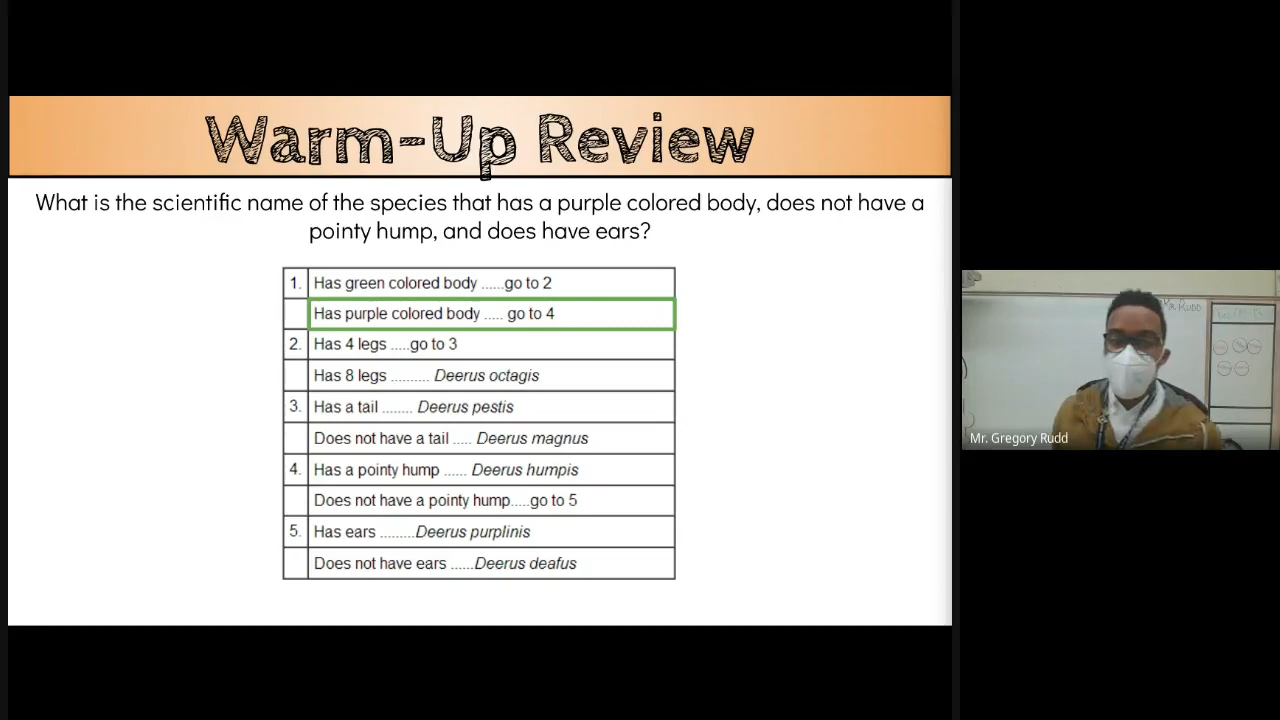 Warm-Up Review
What is the scientific name of the species that has a purple colored body, does not have a
pointy hump, and does have ears?
1. Has green colored body ......go to 2
Has purple colored body ..... go to 4
2. Has 4 legs .....go to 3
Has 8 legs .......... Deerus octagis
3. Has a tail ........ Deerus pestis
Does not have a tail ..... Deerus magnus
4. Has a pointy hump ...... Deerus humpis
Does not have a pointy hump.....go to 5
5. Has ears .........Deerus purplinis
Does not have ears ......Deerus deafus
Mr. Rudd
Mr. Gregory Rudd